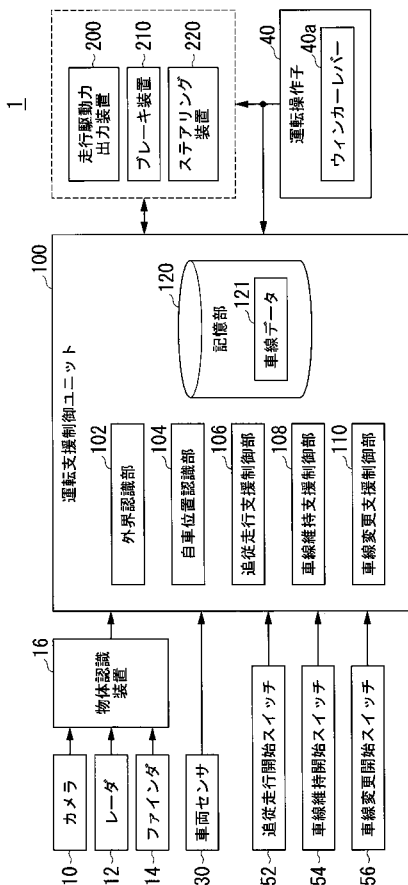 1
10
カメラ
12
レーダ
14
ファインダ
16
物体認識
装置
30
車両センサ
52
追従走行開始スイッチ
54
車線維持開始スイッチ
56
車線変更開始スイッチ
100
運転支援制御ユニット
102
外界認識部
104
自車位置認識部
106
追従走行支援制御部
108
車線維持支援制御部
110
車線変更支援制御部
120
記憶部
121
車線データ
200
走行駆動力
出力装置
210
ブレーキ装置
220
ステアリング
装置
40
運転操作子
40a
ウィンカーレバー